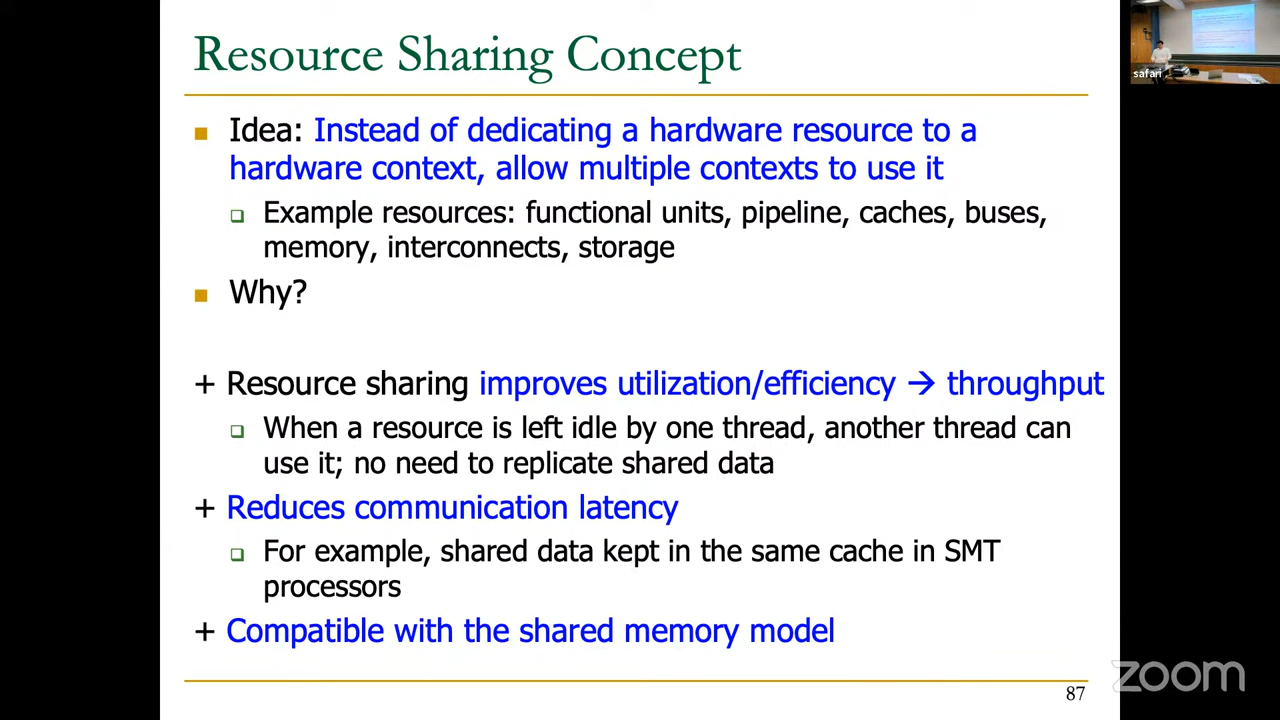 Resource Sharing Concept
safari
Idea: Instead of dedicating a hardware resource to a
hardware context, allow multiple contexts to use it
Example resources: functional units, pipeline, caches, buses,
memory, interconnects, storage
Why?
+ Resource sharing improves utilization/efficiency → throughput
When a resource is left idle by one thread, another thread can
use it; no need to replicate shared data
+ Reduces communication latency
For example, shared data kept in the same cache in SMT
processors
+ Compatible with the shared memory model
87
zoom